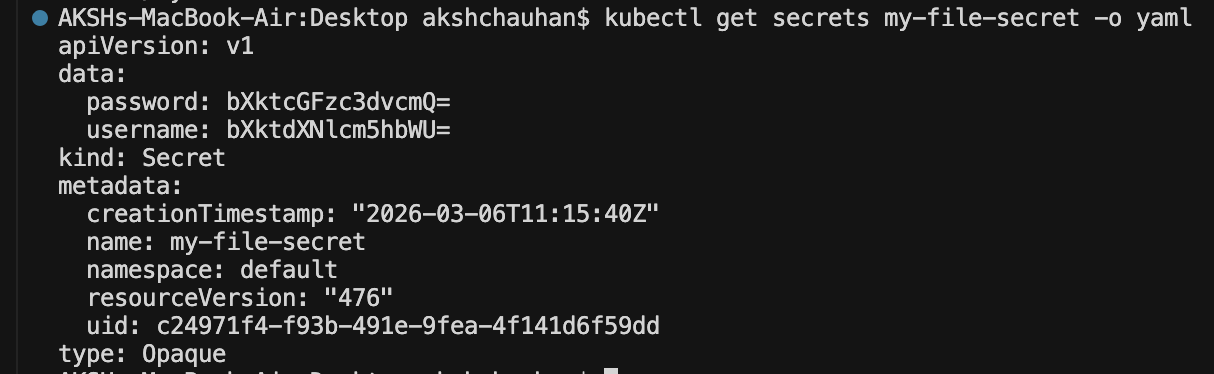 AKSHs-MacBook-Air:Desktop akshchauhan$ kubectl get secrets my-file-secret -o yaml
apiVersion: v1
data:
  password: bXktcGFzc3dvcmQ=
  username: bXktdXNlcm5hbWU=
kind: Secret
metadata:
  creationTimestamp: "2026-03-06T11:15:40Z"
  name: my-file-secret
  namespace: default
  resourceVersion: "476"
  uid: c24971f4-f93b-491e-9fea-4f141d6f59dd
type: Opaque